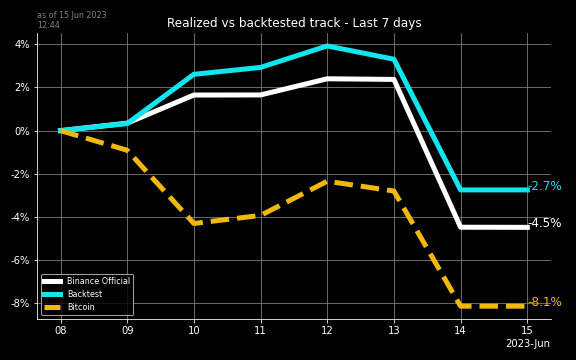 as of 15 Jun 2023
12:44
Realized vs backtested track - Last 7 days
4%
2%
0%
-2%
-4%
-6%
-8%
-2.7%
-4.5%
-8.1%
Binance Official
Backtest
Bitcoin
08 09 10 11 12 13 14 15
2023-Jun